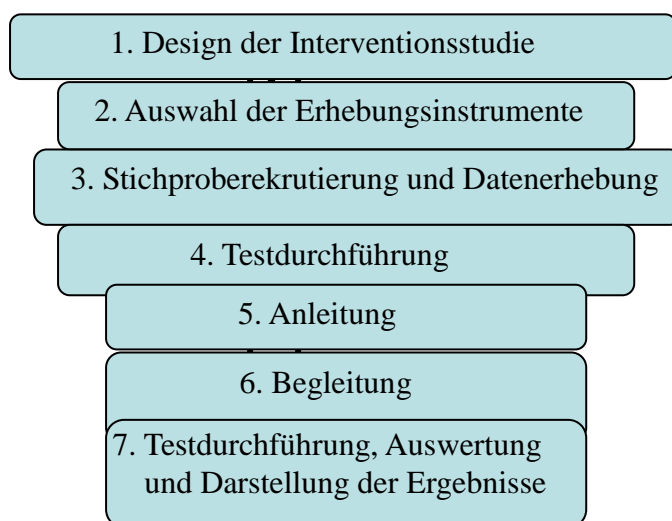 1. Design der Interventionsstudie
2. Auswahl der Erhebungsinstrumente
3. Stichproberekrutierung und Datenerhebung
4. Testdurchführung
5. Anleitung
6. Begleitung
7. Testdurchführung, Auswertung
und Darstellung der Ergebnisse